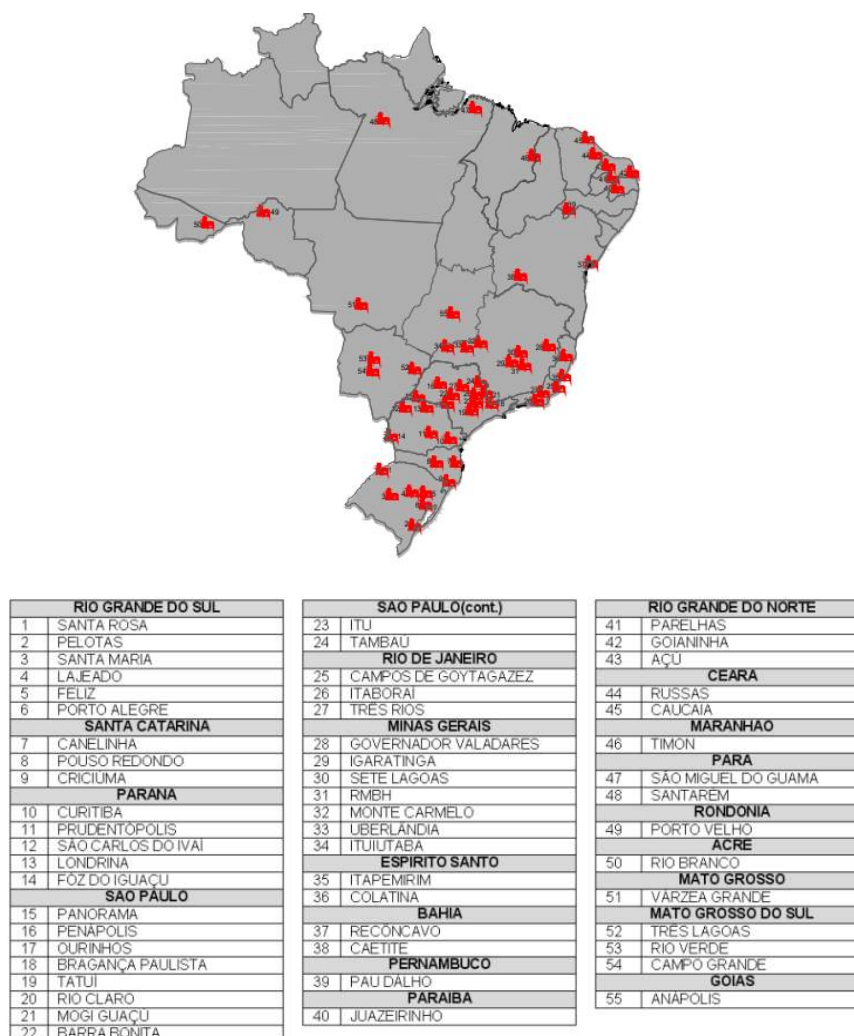 RIO GRANDE DO SUL
1 SANTA ROSA
2 PELOTAS
3 SANTA MARIA
4 LAJEADO
5 FELIZ
6 PORTO ALEGRE
SANTA CATARINA
7 CANELINHA
8 POUSO REDONDO
9 CRICIÚMA
PARANA
10 CURITIBA
11 PRUDENTÓPOLIS
12 SÃO CARLOS DO IVAÍ
13 LONDRINA
14 FÓZ DO IGUAÇU
SAO PAULO
15 PANORAMA
16 PENÁPOLIS
17 OURINHOS
18 BRAGANÇA PAULISTA
19 TATUÍ
20 RIO CLARO
21 MOGI GUAÇÚ
22 BARRA BONITA
SAO PAULO(cont.)
23 ITU
24 TAMBAÚ
RIO DE JANEIRO
25 CAMPOS DE GOYTAGAZEZ
26 ITABORAÍ
27 TRÊS RIOS
MINAS GERAIS
28 GOVERNADOR VALADARES
29 IGARATINGA
30 SETE LAGOAS
31 RMBH
32 MONTE CARMELO
33 UBERLÂNDIA
34 ITUIUTABA
ESPIRITO SANTO
35 ITAPEMIRIM
36 COLATINA
BAHIA
37 RECÔNCAVO
38 CAETITE
PERNAMBUCO
39 PAU DÁLHO
PARAIBA
40 JUAZEIRINHO
RIO GRANDE DO NORTE
41 PARELHAS
42 GOIANINHA
43 AÇÚ
CEARA
44 RUSSAS
45 CAUCAIA
MARANHAO
46 TIMON
PARA
47 SÃO MIGUEL DO GUAMA
48 SANTARÉM
RONDONIA
49 PORTO VELHO
ACRE
50 RIO BRANCO
MATO GROSSO
51 VÁRZEA GRANDE
MATO GROSSO DO SUL
52 TRÊS LAGOAS
53 RIO VERDE
54 CAMPO GRANDE
GOIAS
55 ANÁPOLIS